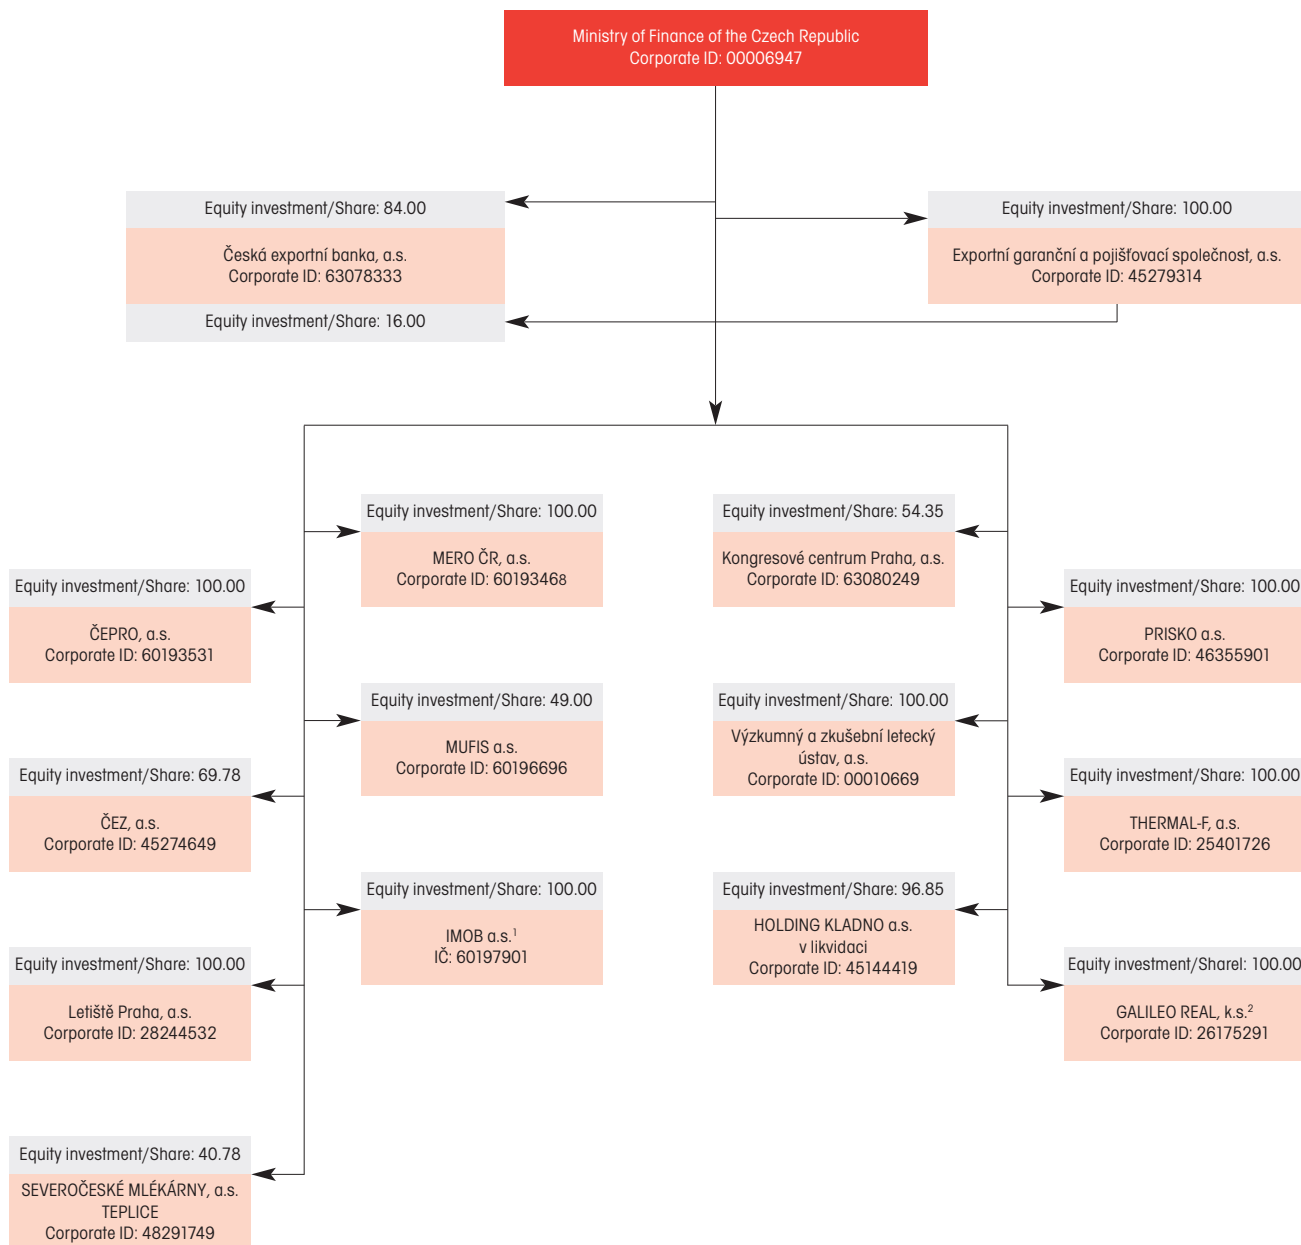 Ministry of Finance of the Czech Republic
Corporate ID: 00006947
Equity investment/Share: 84.00
Česká exportní banka, a.s.
Corporate ID: 63078333
Equity investment/Share: 16.00
Equity investment/Share: 100.00
Exportní garanční a pojišťovací společnost, a.s.
Corporate ID: 45279314
Equity investment/Share: 100.00
MERO ČR, a.s.
Corporate ID: 60193468
Equity investment/Share: 54.35
Kongresové centrum Praha, a.s.
Corporate ID: 63080249
Equity investment/Share: 100.00
ČEPRO, a.s.
Corporate ID: 60193531
Equity investment/Share: 100.00
PRISKO a.s.
Corporate ID: 46355901
Equity investment/Share: 49.00
MUFIS a.s.
Corporate ID: 60196696
Equity investment/Share: 100.00
Výzkumný a zkušební letecký
ústav, a.s.
Corporate ID: 00010669
Equity investment/Share: 69.78
ČEZ, a.s.
Corporate ID: 45274649
Equity investment/Share: 100.00
THERMAL-F, a.s.
Corporate ID: 25401726
Equity investment/Share: 100.00
IMOB a.s.¹
IČ: 60197901
Equity investment/Share: 96.85
HOLDING KLADNO a.s.
v likvidaci
Corporate ID: 45144419
Equity investment/Share: 100.00
Letiště Praha, a.s.
Corporate ID: 28244532
Equity investment/Sharel: 100.00
GALILEO REAL, k.s.²
Corporate ID: 26175291
Equity investment/Share: 40.78
SEVEROČESKÉ MLÉKÁRNY, a.s.
TEPLICE
Corporate ID: 48291749